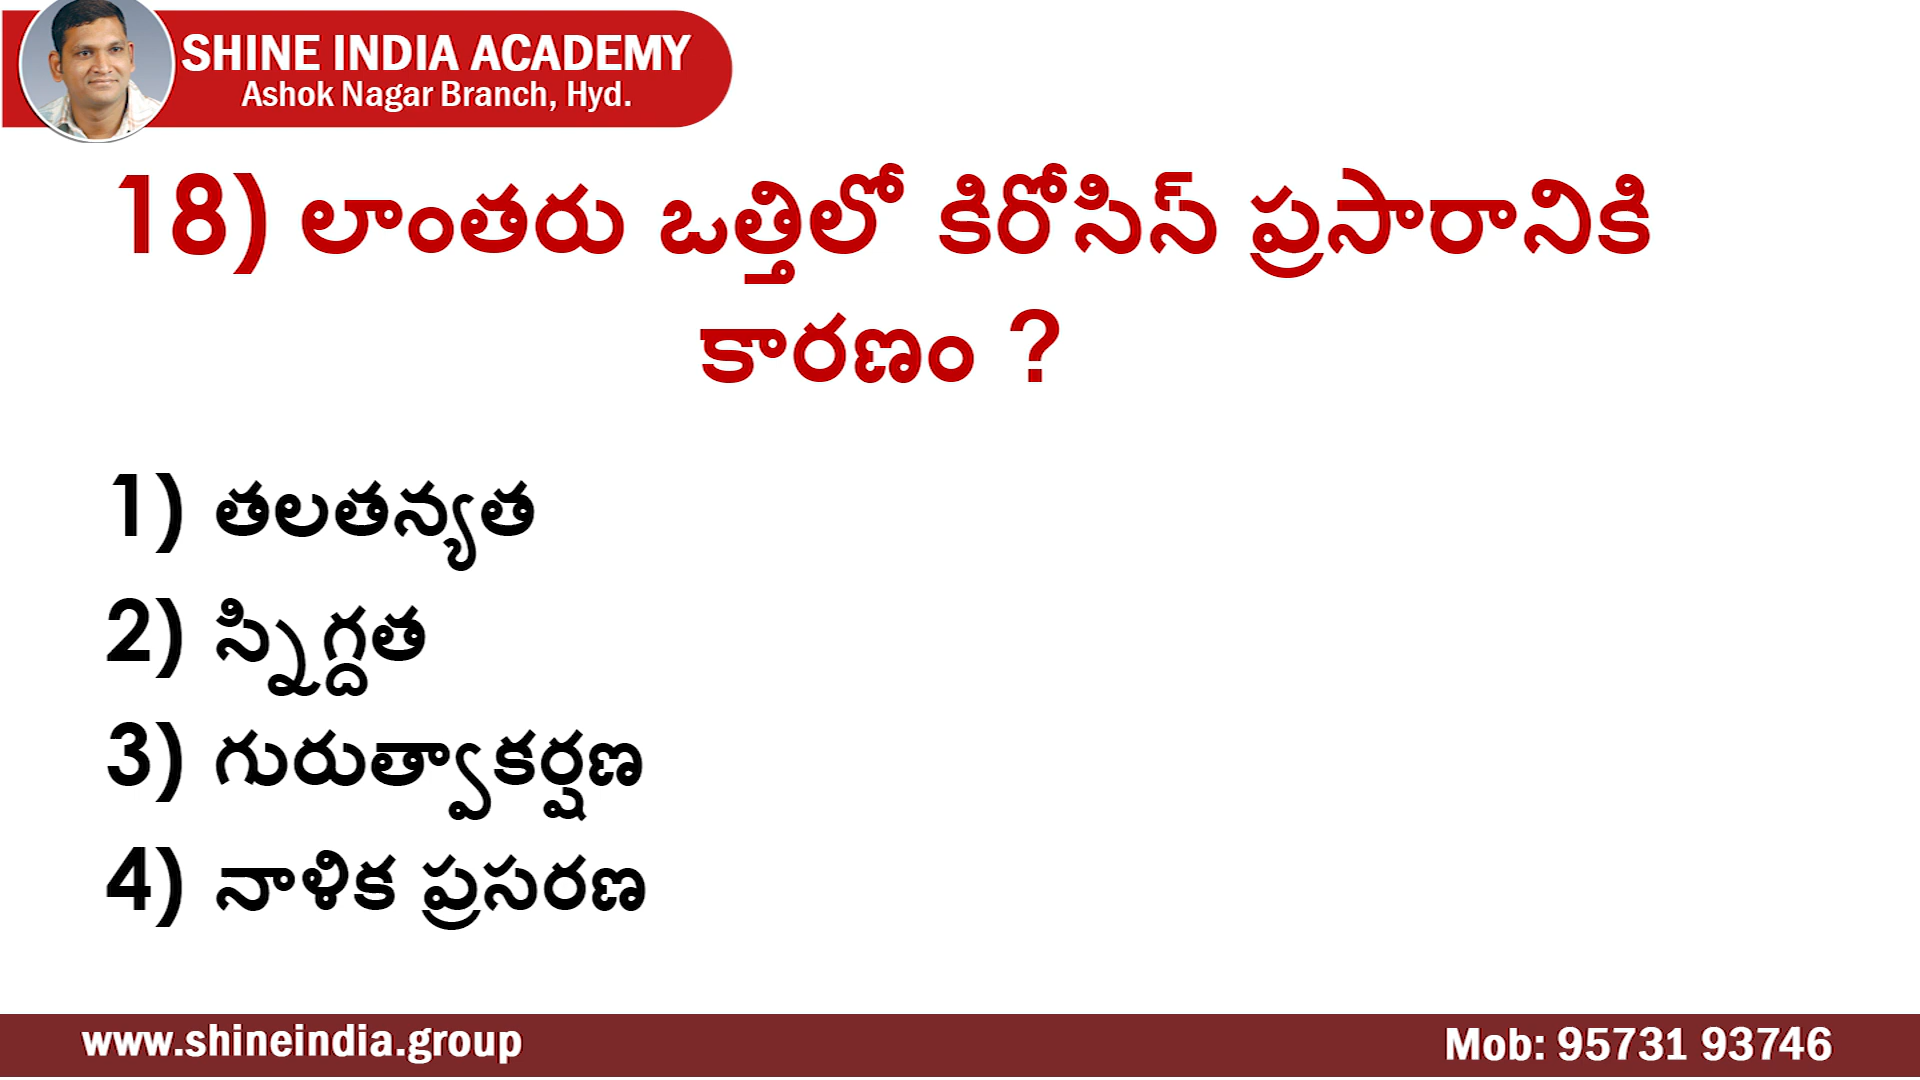 SHINE INDIA ACADEMY
Ashok Nagar Branch, Hyd.
18) లాంతరు ఒత్తిలో కిరోసిన్ ప్రసారానికి
కారణం ?
1) తలతన్యత
2) స్నిగ్దత
3) గురుత్వాకర్షణ
4) నాళిక ప్రసరణ
www.shineindia.group
Mob: 95731 93746